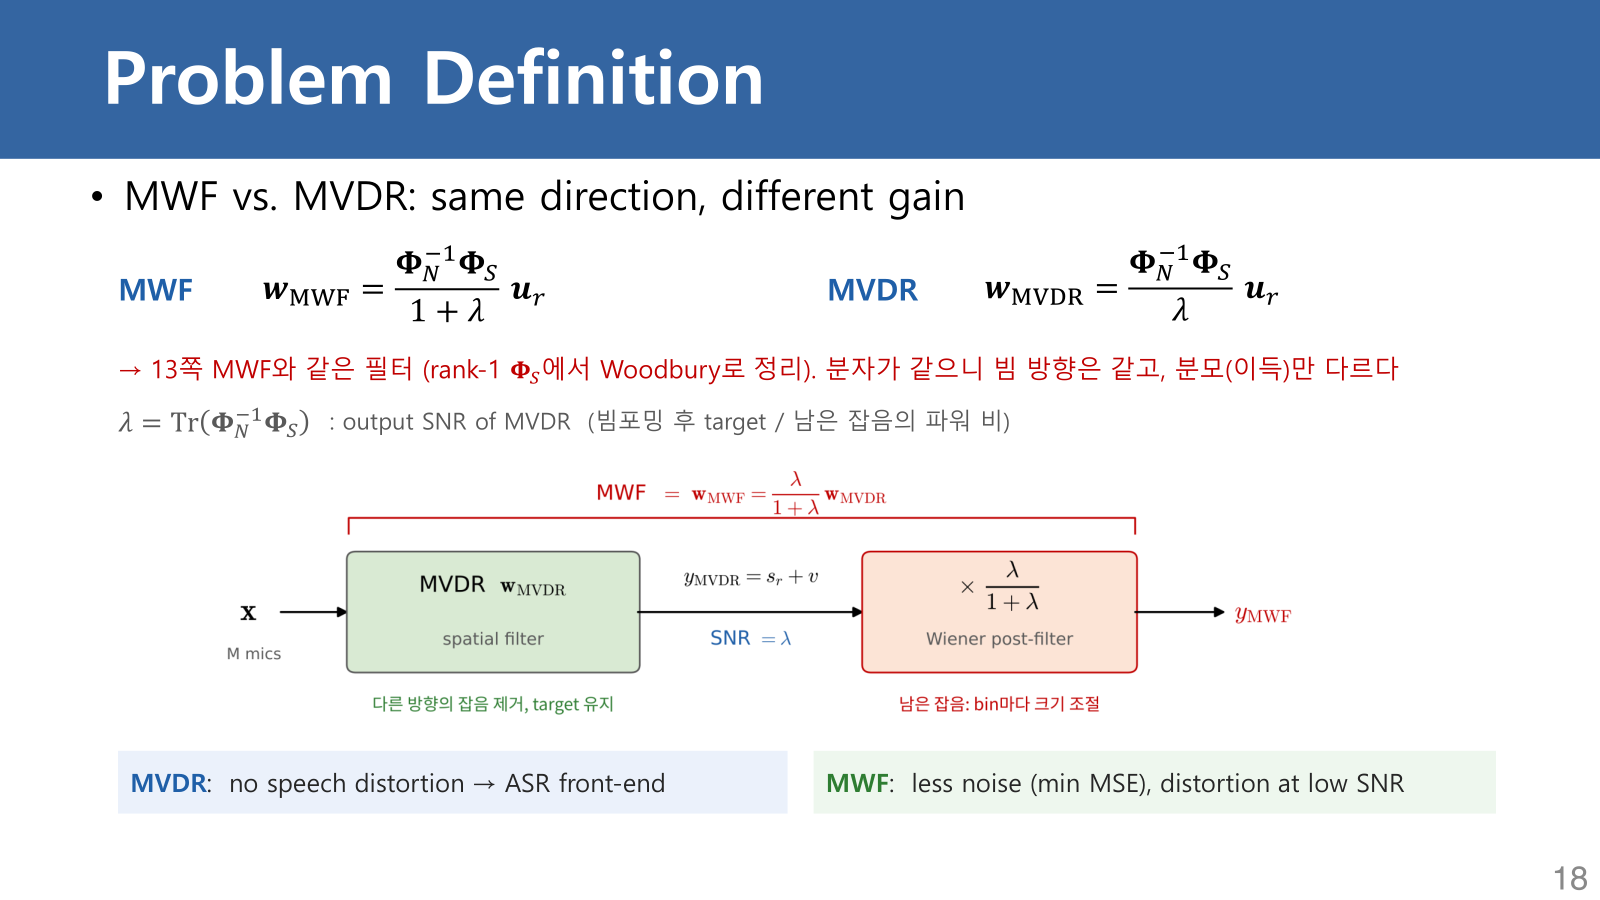 Problem Definition
• MWF vs. MVDR: same direction, different gain
MWF w_MWF = Φ_N^−1 Φ_S / (1 + λ) u_r
MVDR w_MVDR = Φ_N^−1 Φ_S / λ u_r
→ 13쪽 MWF와 같은 필터 (rank-1 Φ_S에서 Woodbury로 정리). 분자가 같으니 빔 방향은 같고, 분모(이득)만 다르다
λ = Tr(Φ_N^−1 Φ_S) : output SNR of MVDR (빔포밍 후 target / 남은 잡음의 파워 비)
MWF = w_MWF = λ / (1 + λ) w_MVDR
x
M mics
MVDR w_MVDR
spatial filter
다른 방향의 잡음 제거, target 유지
y_MVDR = s_r + v
SNR = λ
× λ / (1 + λ)
Wiener post-filter
남은 잡음: bin마다 크기 조절
y_MWF
MVDR: no speech distortion → ASR front-end
MWF: less noise (min MSE), distortion at low SNR
18